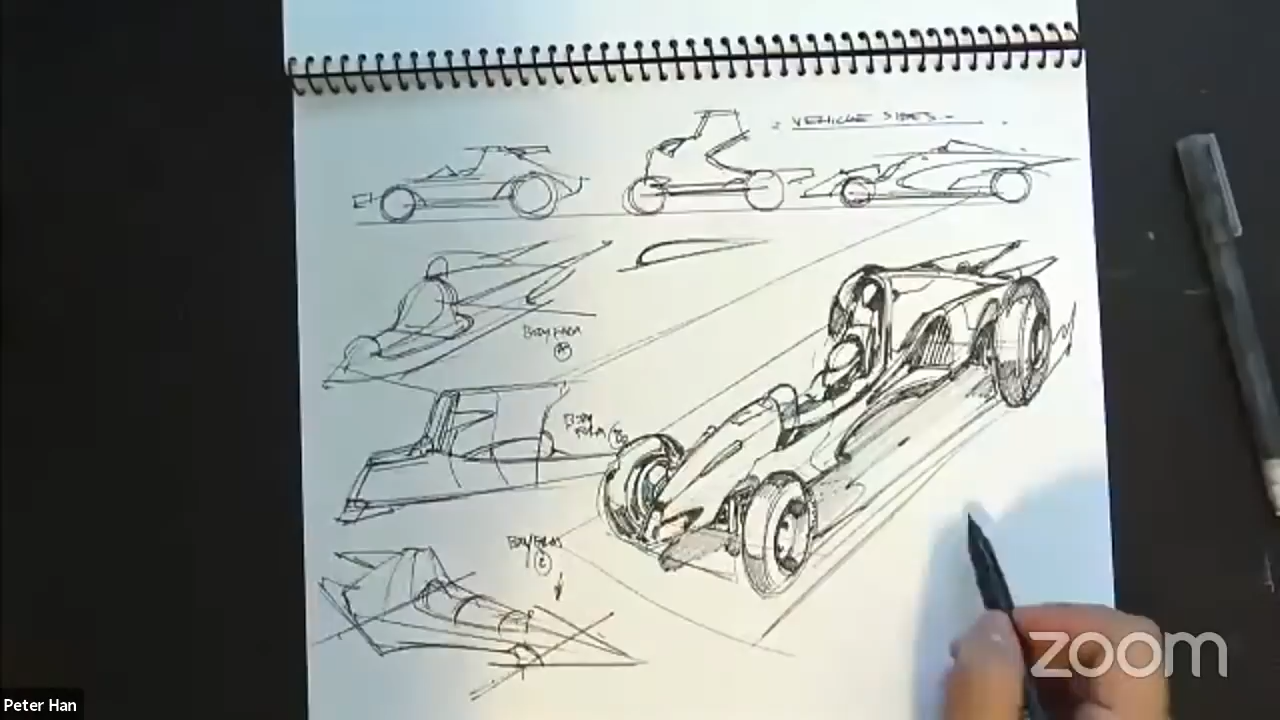 VEHICLE SIDES
BODY FORM
A
BODY
FORM B
BODY FORM
C
Peter Han
zoom